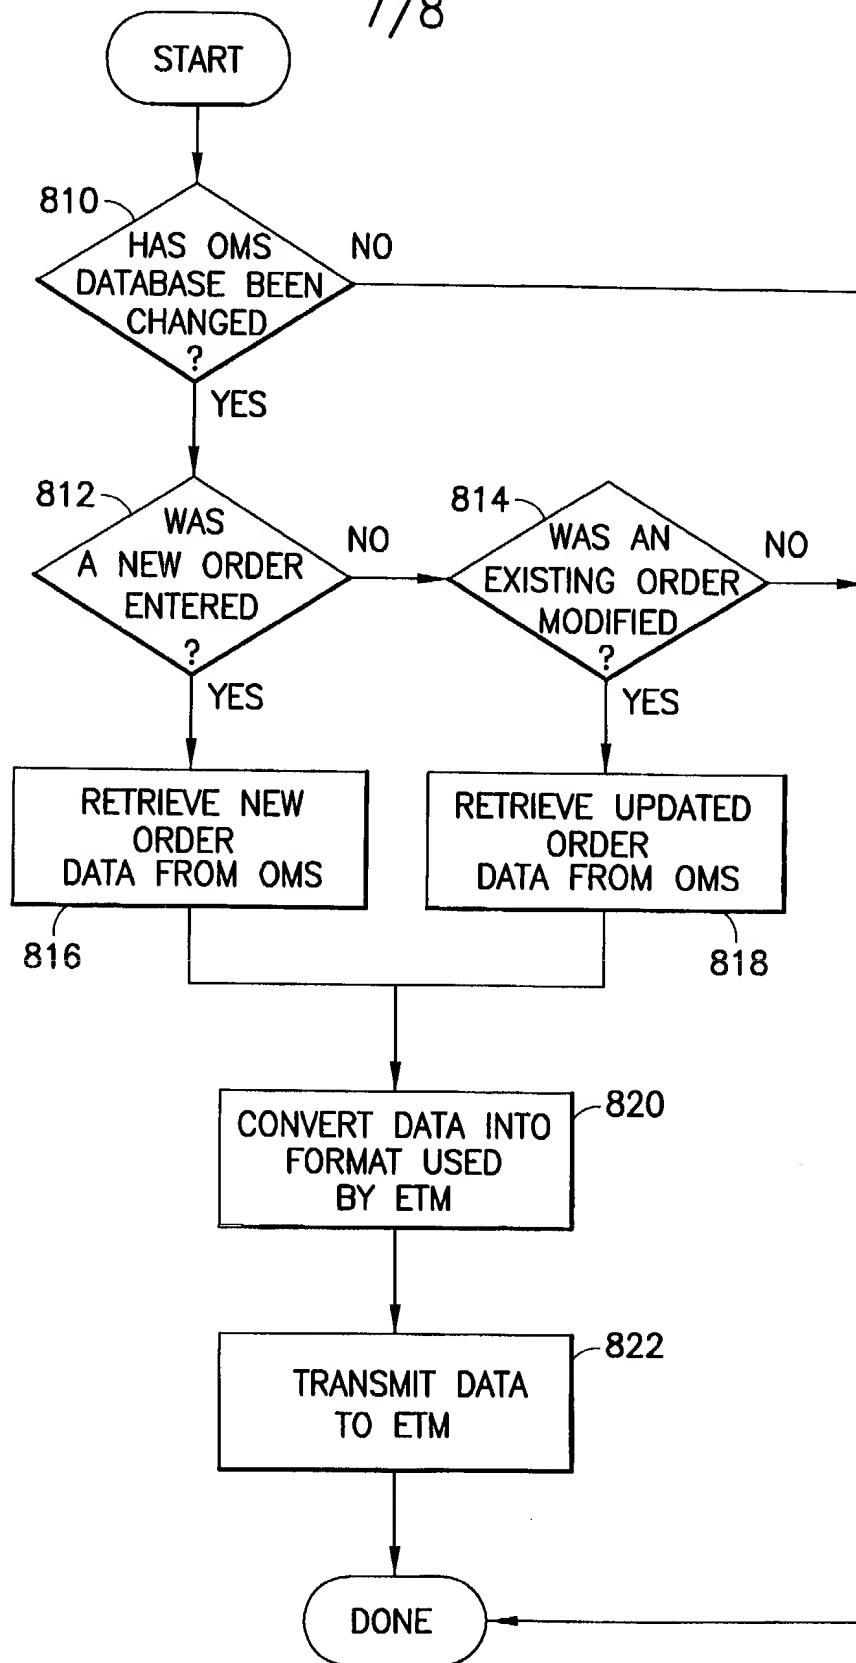 7/8
START
810
HAS OMS
DATABASE BEEN
CHANGED
?
NO
YES
812
WAS
A NEW ORDER
ENTERED
?
NO
YES
814
WAS AN
EXISTING ORDER
MODIFIED
?
NO
YES
RETRIEVE NEW
ORDER
DATA FROM OMS
816
RETRIEVE UPDATED
ORDER
DATA FROM OMS
818
CONVERT DATA INTO
FORMAT USED
BY ETM
820
TRANSMIT DATA
TO ETM
822
DONE